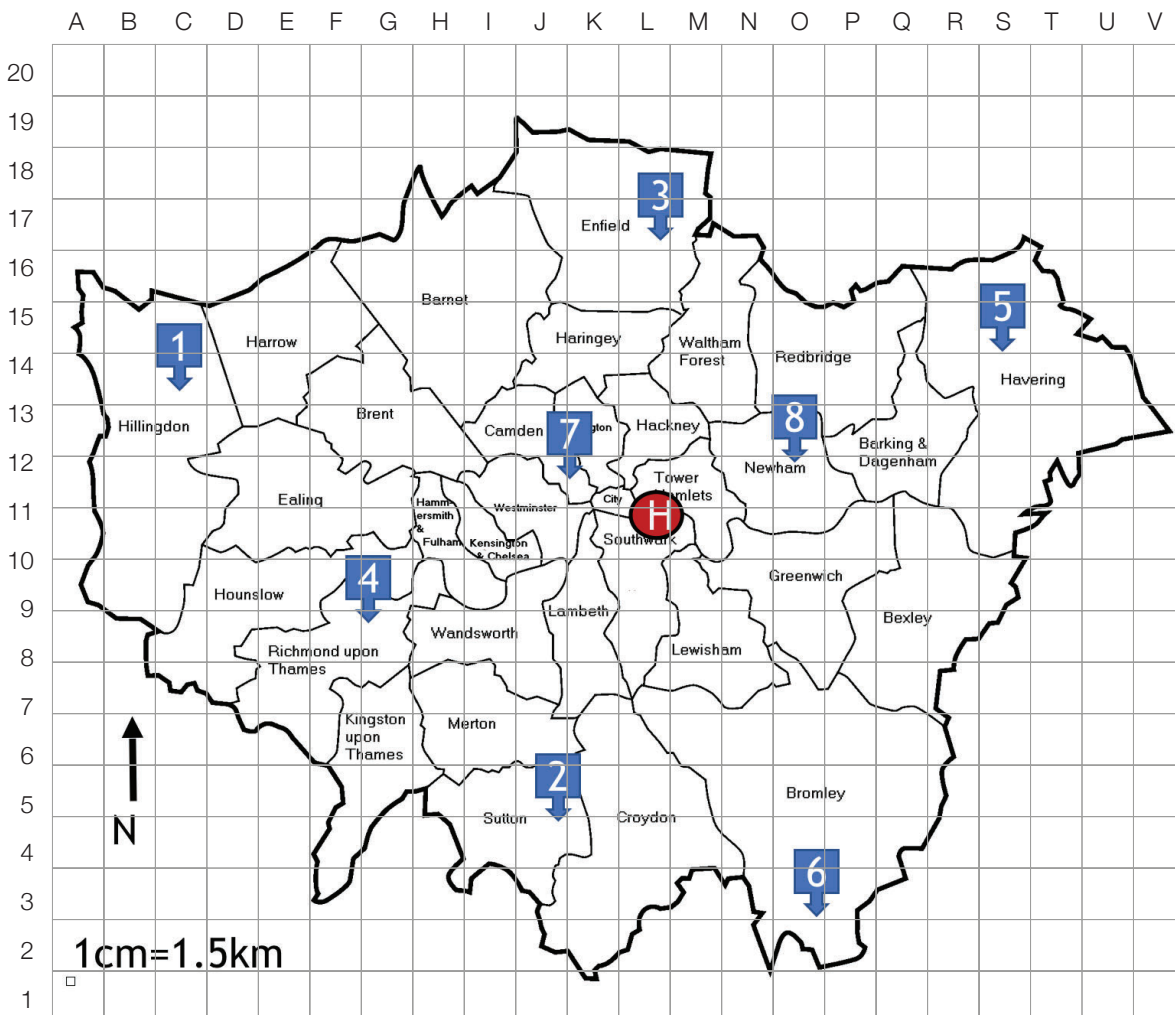 A B C D E F G H I J K L M N O P Q R S T U V
20
19
18
3
17
Enfield
16
Barnet
5
15
1
Harrow
Haringey
Waltham
Forest
Redbridge
14
Havering
13
Hillingdon
Brent
Camden
7
gton
Hackney
8
Barking &
Dagenham
12
Newham
Ealing
Tower
Hamlets
City
11
Hamm-
ersmith
&
Fulham
Westminster
Kensington
& Chelsea
H
Southwark
10
4
Hounslow
Greenwich
9
Lambeth
Bexley
Wandsworth
8
Richmond upon
Thames
Lewisham
7
Kingston
upon
Thames
Merton
6
2
5
Sutton
Croydon
Bromley
N
4
6
3
2
1cm=1.5km
1